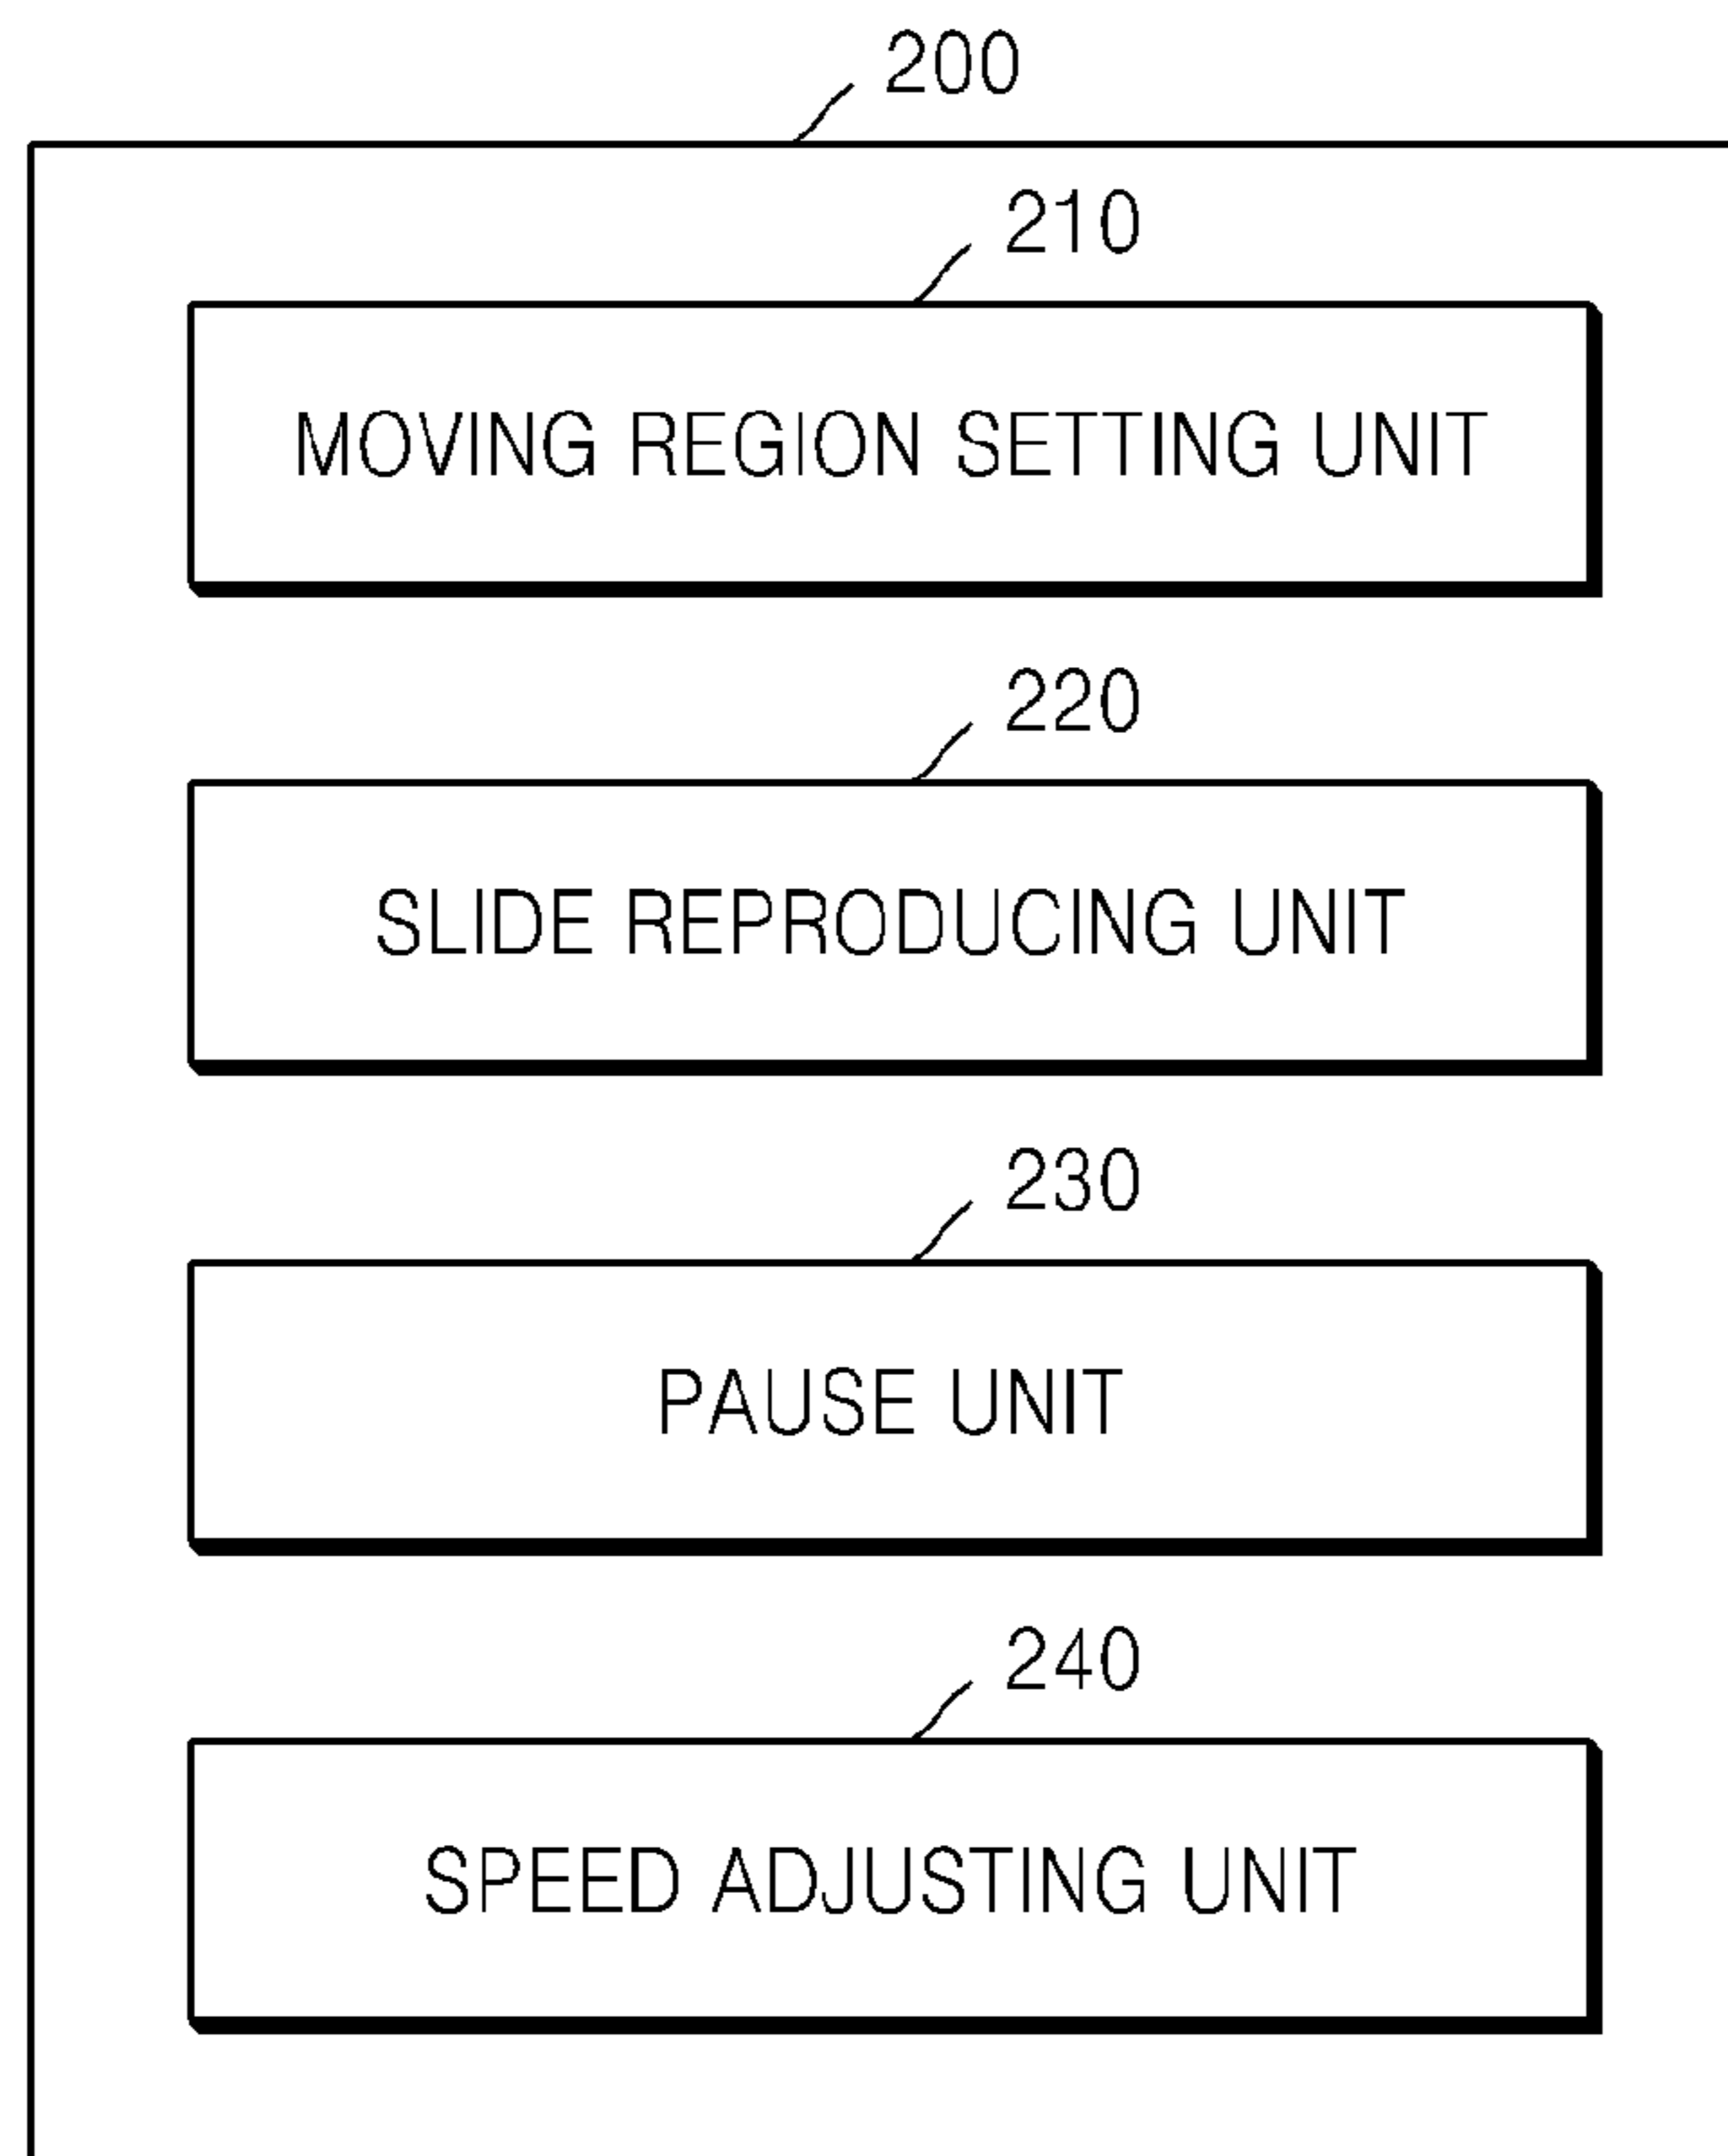 200
210
MOVING REGION SETTING UNIT
220
SLIDE REPRODUCING UNIT
230
PAUSE UNIT
240
SPEED ADJUSTING UNIT